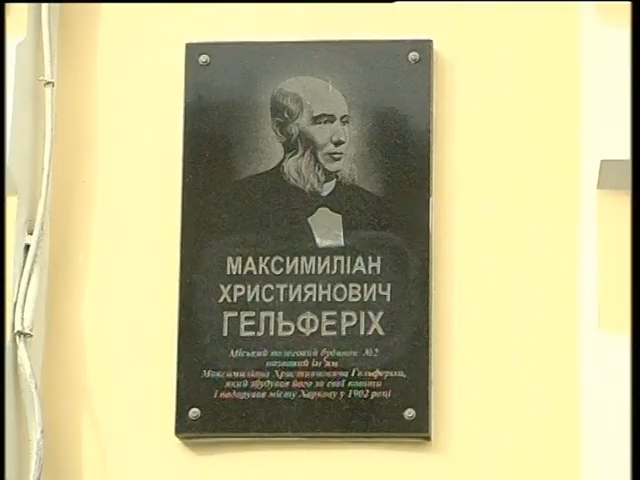 МАКСИМИЛІАН
ХРИСТИЯНОВИЧ
ГЕЛЬФЕРІХ
Міський пологовий будинок №2
названий ім'ям
Максиміліана Християновича Гельферіха,
який збудував його за свої кошти
і подарував місту Харкову у 1902 році